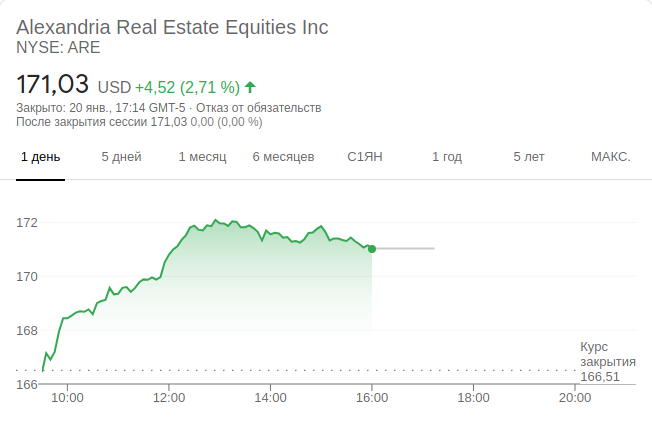 Alexandria Real Estate Equities Inc
NYSE: ARE
171,03 USD +4,52 (2,71 %)
Закрыто: 20 янв., 17:14 GMT-5 · Отказ от обязательств
После закрытия сессии 171,03 0,00 (0,00 %)
1 день 5 дней 1 месяц 6 месяцев С1ЯН 1 год 5 лет МАКС.
172
170
168
166
Курс
закрытия
166,51
10:00 12:00 14:00 16:00 18:00 20:00